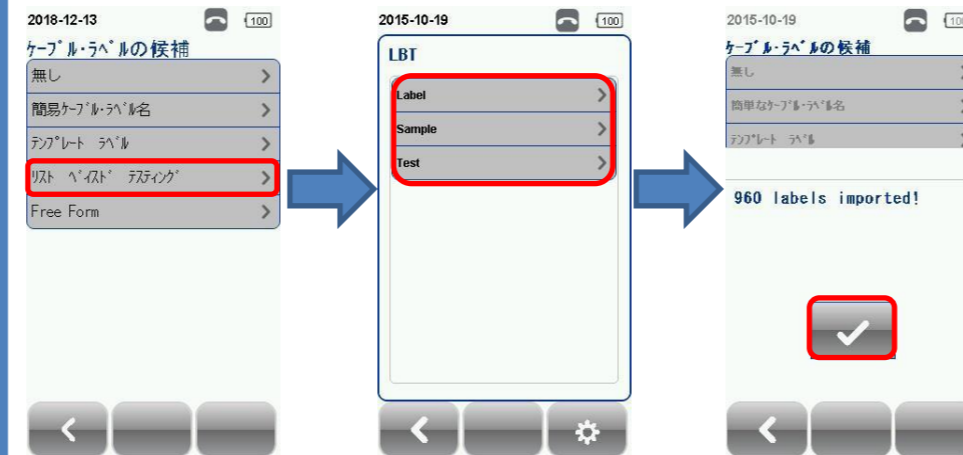 2018-12-13
100
ケーブル・ラベルの候補
無し
簡易ケーブル・ラベル名
テンプレート ラベル
リスト ベイスド テスティング
Free Form
2015-10-19
100
LBT
Label
Sample
Test
2015-10-19
ケーブル・ラベルの候補
無し
簡単なケーブル・ラベル名
テンプレート ラベル
960 labels imported!